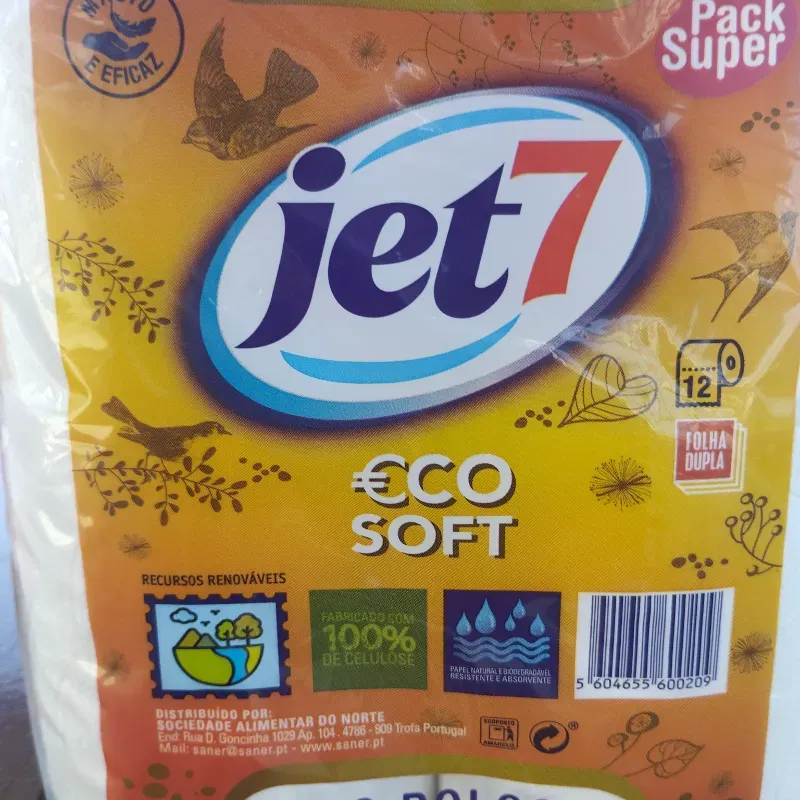 E EFICAZ
Pack
Super
jet7
12
FOLHA
DUPLA
€CO
SOFT
RECURSOS RENOVÁVEIS
FABRICADO COM
100%
DE CELULOSE
PAPEL NATURAL E BIODEGRADÁVEL
RESISTENTE E ABSORVENTE
5 604655 600209
DISTRIBUÍDO POR:
SOCIEDADE ALIMENTAR DO NORTE
End: Rua D. Goncinha 1029 Ap. 104 . 4786 - 909 Trofa Portugal
Mail: saner@saner.pt - www.saner.pt
ECOPONTO
AMARELO
®